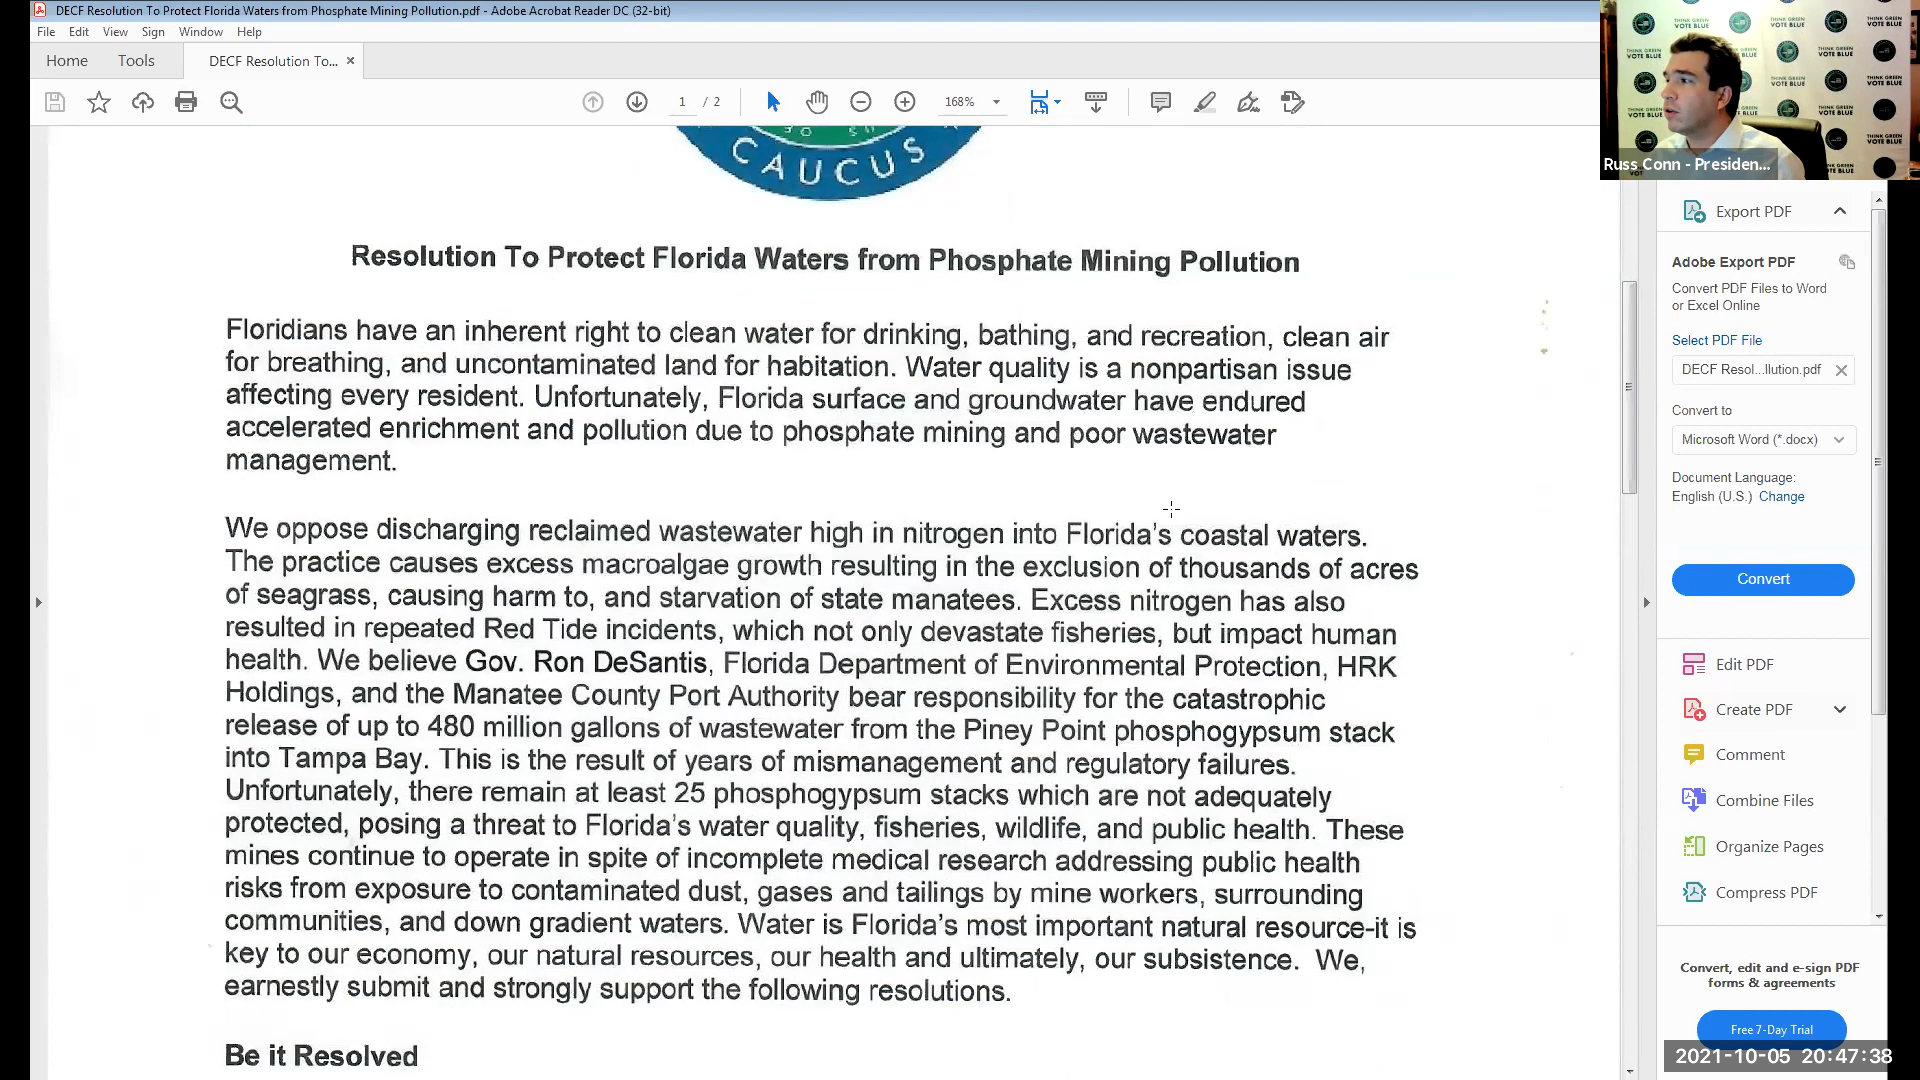 DECF Resolution To Protect Florida Waters from Phosphate Mining Pollution.pdf - Adobe Acrobat Reader DC (32-bit)
File Edit View Sign Window Help
Home Tools DECF Resolution To... ×
1 / 2 168%
CAUCUS
Resolution To Protect Florida Waters from Phosphate Mining Pollution
Floridians have an inherent right to clean water for drinking, bathing, and recreation, clean air
for breathing, and uncontaminated land for habitation. Water quality is a nonpartisan issue
affecting every resident. Unfortunately, Florida surface and groundwater have endured
accelerated enrichment and pollution due to phosphate mining and poor wastewater
management.
We oppose discharging reclaimed wastewater high in nitrogen into Florida's coastal waters.
The practice causes excess macroalgae growth resulting in the exclusion of thousands of acres
of seagrass, causing harm to, and starvation of state manatees. Excess nitrogen has also
resulted in repeated Red Tide incidents, which not only devastate fisheries, but impact human
health. We believe Gov. Ron DeSantis, Florida Department of Environmental Protection, HRK
Holdings, and the Manatee County Port Authority bear responsibility for the catastrophic
release of up to 480 million gallons of wastewater from the Piney Point phosphogypsum stack
into Tampa Bay. This is the result of years of mismanagement and regulatory failures.
Unfortunately, there remain at least 25 phosphogypsum stacks which are not adequately
protected, posing a threat to Florida's water quality, fisheries, wildlife, and public health. These
mines continue to operate in spite of incomplete medical research addressing public health
risks from exposure to contaminated dust, gases and tailings by mine workers, surrounding
communities, and down gradient waters. Water is Florida's most important natural resource-it is
key to our economy, our natural resources, our health and ultimately, our subsistence. We,
earnestly submit and strongly support the following resolutions.
Be it Resolved
THINK GREEN
VOTE BLUE
Russ Conn - Presiden...
Export PDF
Adobe Export PDF
Convert PDF Files to Word
or Excel Online
Select PDF File
DECF Resol...llution.pdf
Convert to
Microsoft Word (*.docx)
Document Language:
English (U.S.) Change
Convert
Edit PDF
Create PDF
Comment
Combine Files
Organize Pages
Compress PDF
Convert, edit and e-sign PDF
forms & agreements
Free 7-Day Trial
2021-10-05 20:47:38